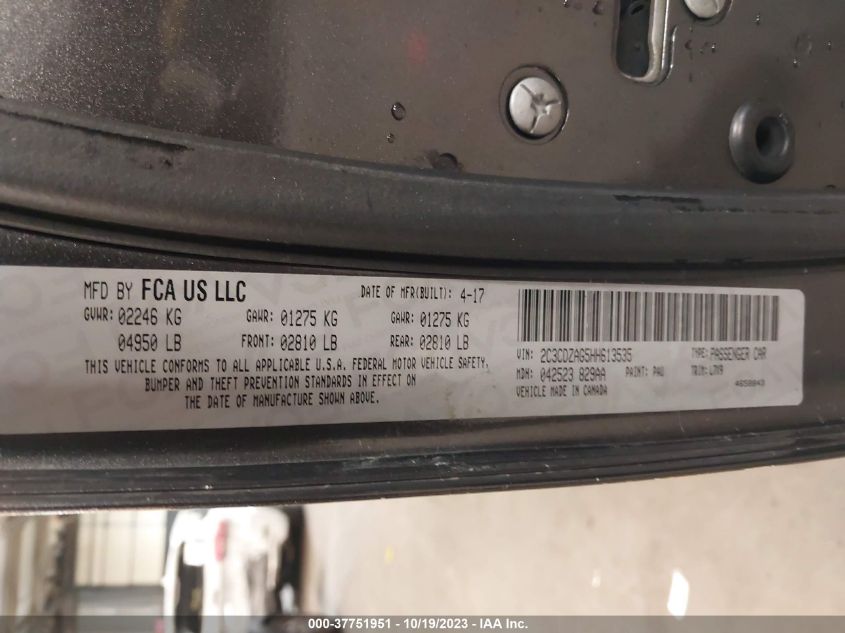 MFD BY FCA US LLC DATE OF MFR(BUILT): 4-17
GVWR: 02246 KG GAWR: 01275 KG GAWR: 01275 KG
04950 LB FRONT: 02810 LB REAR: 02810 LB
THIS VEHICLE CONFORMS TO ALL APPLICABLE U.S.A. FEDERAL MOTOR VEHICLE SAFETY,
BUMPER AND THEFT PREVENTION STANDARDS IN EFFECT ON
THE DATE OF MANUFACTURE SHOWN ABOVE.
VIN: 2C3CDZAG5HH613535 TYPE: PASSENGER CAR
MDH: 042523 829AA PAINT: PAU TRIM: L7X9
VEHICLE MADE IN CANADA 
000-37751951 - 10/19/2023 - IAA Inc.